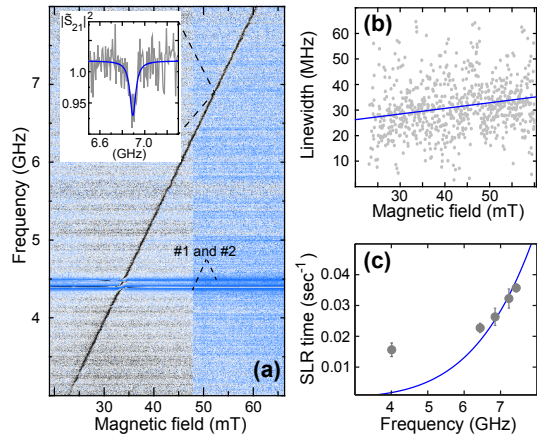 |S̃21|²
1.0
0.95
6.6
7.0
(GHz)
7
6
5
4
Frequency (GHz)
#1 and #2
(a)
20
30
40
50
60
Magnetic field (mT)
(b)
60
50
40
30
20
10
Linewidth (MHz)
30
40
50
60
Magnetic field (mT)
(c)
0.04
0.03
0.02
0.01
SLR time (sec⁻¹)
4
5
6
7
Frequency (GHz)